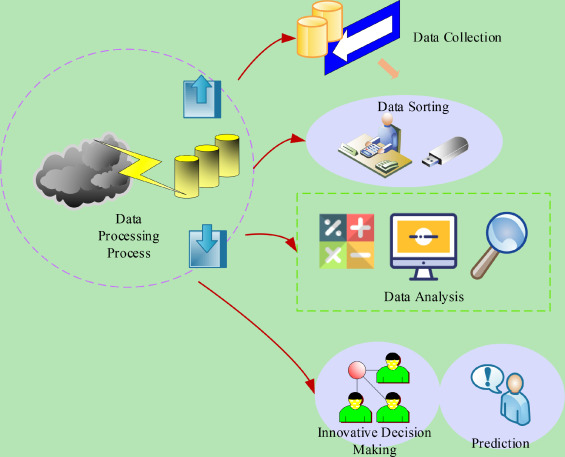 Data Collection
Data Sorting
Data
Processing
Process
Data Analysis
Innovative Decision
Making
Prediction